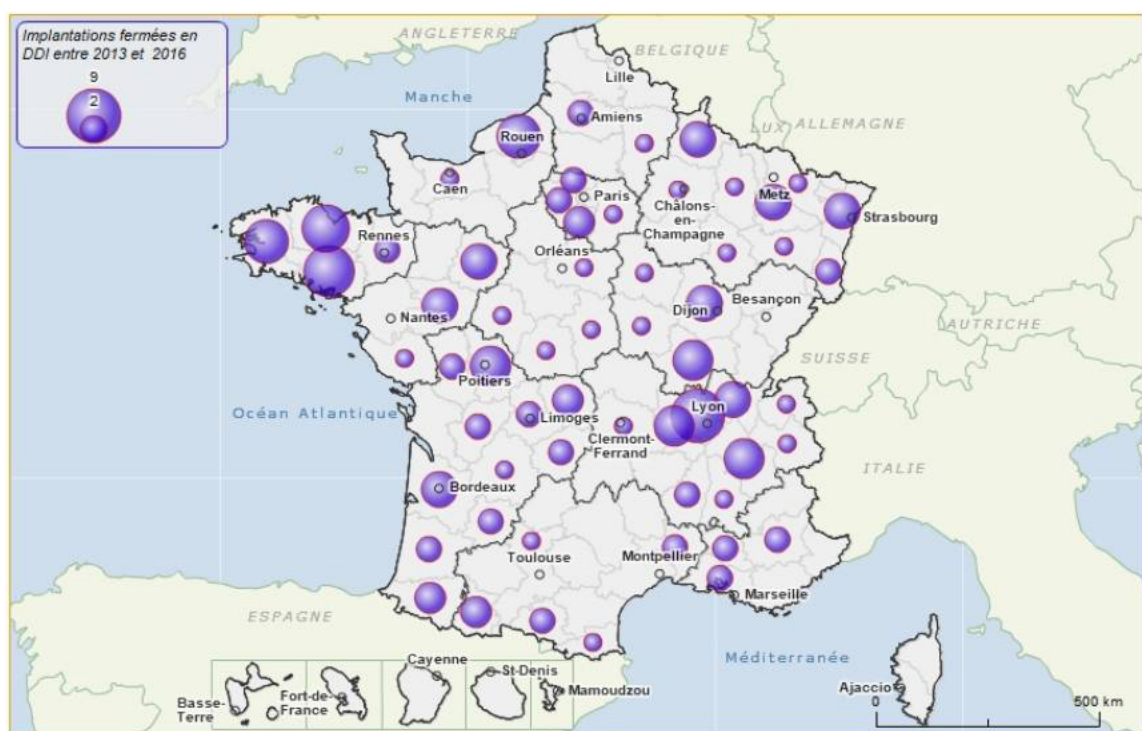 Implantations fermées en
DDI entre 2013 et 2016
9
2
ANGLETERRE
BELGIQUE
Lille
Manche
Amiens
LUX
ALLEMAGNE
Rouen
Caen
Paris
Metz
Châlons-
en-
Champagne
Strasbourg
Rennes
Orléans
Dijon
Besançon
Nantes
AUTRICHE
SUISSE
Poitiers
Océan Atlantique
Limoges
Lyon
Clermont-
Ferrand
ITALIE
Bordeaux
Toulouse
Montpellier
Marseille
ESPAGNE
Méditerranée
Cayenne
St-Denis
Mamoudzou
Basse-
Terre
Fort-de-
France
Ajaccio
0
500 km